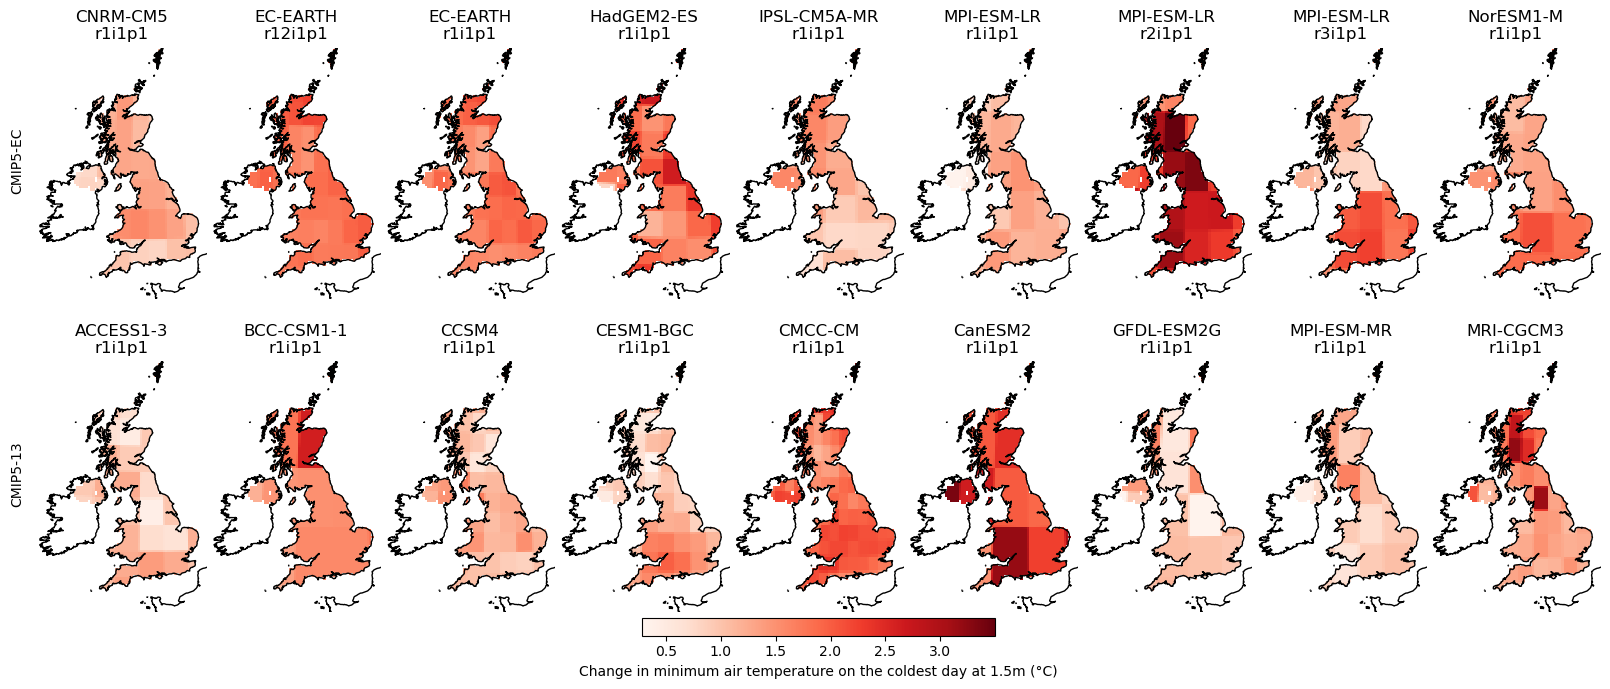 CNRM-CM5 EC-EARTH EC-EARTH HadGEM2-ES IPSL-CM5A-MR MPI-ESM-LR MPI-ESM-LR MPI-ESM-LR NorESM1-M
r1i1p1 r12i1p1 r1i1p1 r1i1p1 r1i1p1 r1i1p1 r2i1p1 r3i1p1 r1i1p1
CMIP5-EC
ACCESS1-3 BCC-CSM1-1 CCSM4 CESM1-BGC CMCC-CM CanESM2 GFDL-ESM2G MPI-ESM-MR MRI-CGCM3
r1i1p1 r1i1p1 r1i1p1 r1i1p1 r1i1p1 r1i1p1 r1i1p1 r1i1p1 r1i1p1
CMIP5-13
0.5 1.0 1.5 2.0 2.5 3.0
Change in minimum air temperature on the coldest day at 1.5m (°C)